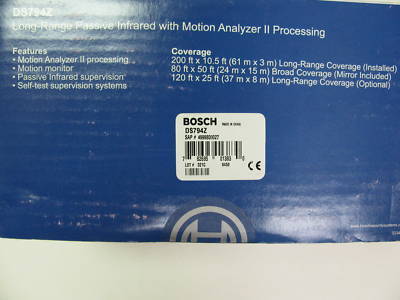 DS794Z
Long-Range Passive Infrared with Motion Analyzer II Processing
Features
• Motion Analyzer II processing
• Motion monitor
• Passive Infrared supervision
• Self-test supervision systems
Coverage
200 ft x 10.5 ft (61 m x 3 m) Long-Range Coverage (Installed)
80 ft x 50 ft (24 m x 15 m) Broad Coverage (Mirror Included)
120 ft x 25 ft (37 m x 8 m) Long-Range Coverage (Optional)
BOSCH
DS794Z
SAP # 4998800027
LOT #
CE